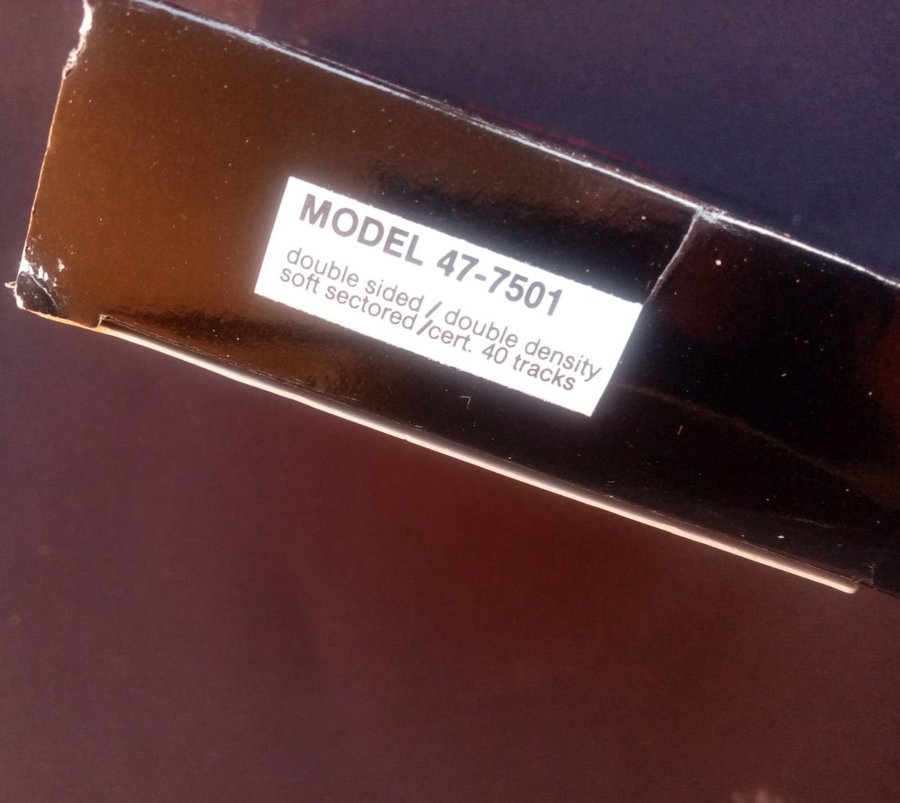 MODEL 47-7501
double sided / double density
soft sectored /cert. 40 tracks